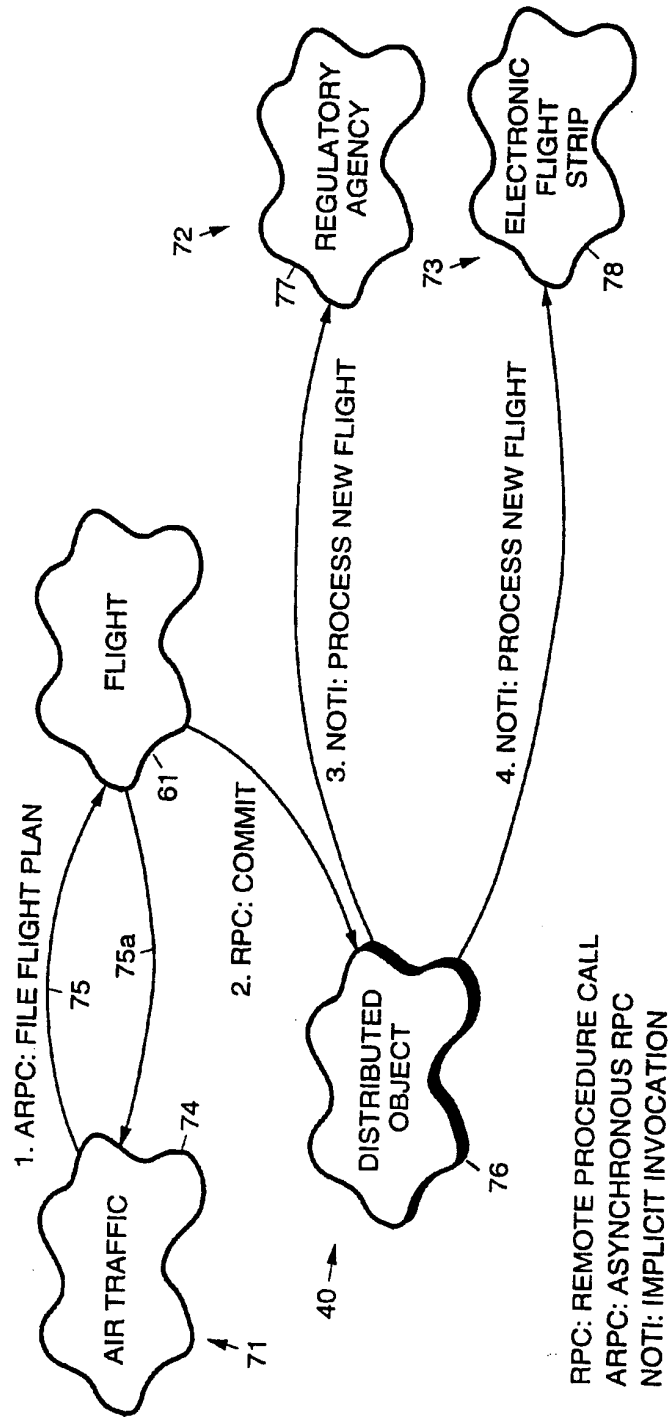 1. ARPC: FILE FLIGHT PLAN
75
75a
AIR TRAFFIC
74
71
FLIGHT
61
2. RPC: COMMIT
40
DISTRIBUTED
OBJECT
76
3. NOTI: PROCESS NEW FLIGHT
4. NOTI: PROCESS NEW FLIGHT
72
77
REGULATORY
AGENCY
73
ELECTRONIC
FLIGHT
STRIP
78
RPC: REMOTE PROCEDURE CALL
ARPC: ASYNCHRONOUS RPC
NOTI: IMPLICIT INVOCATION